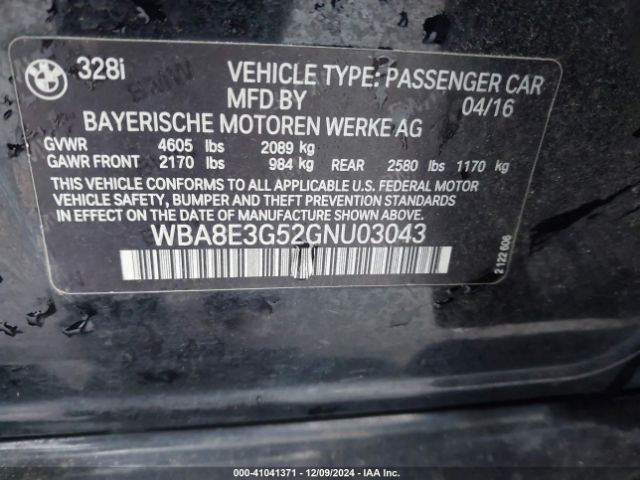 BMW 328i VEHICLE TYPE: PASSENGER CAR
MFD BY 04/16
BAYERISCHE MOTOREN WERKE AG
GVWR 4605 lbs 2089 kg
GAWR FRONT 2170 lbs 984 kg REAR 2580 lbs 1170 kg
THIS VEHICLE CONFORMS TO ALL APPLICABLE U.S. FEDERAL MOTOR
VEHICLE SAFETY, BUMPER AND THEFT PREVENTION STANDARDS
IN EFFECT ON THE DATE OF MANUFACTURE SHOWN ABOVE.
WBA8E3G52GNU03043
2 122 606
000-41041371 | 12/09/2024 | IAA Inc.